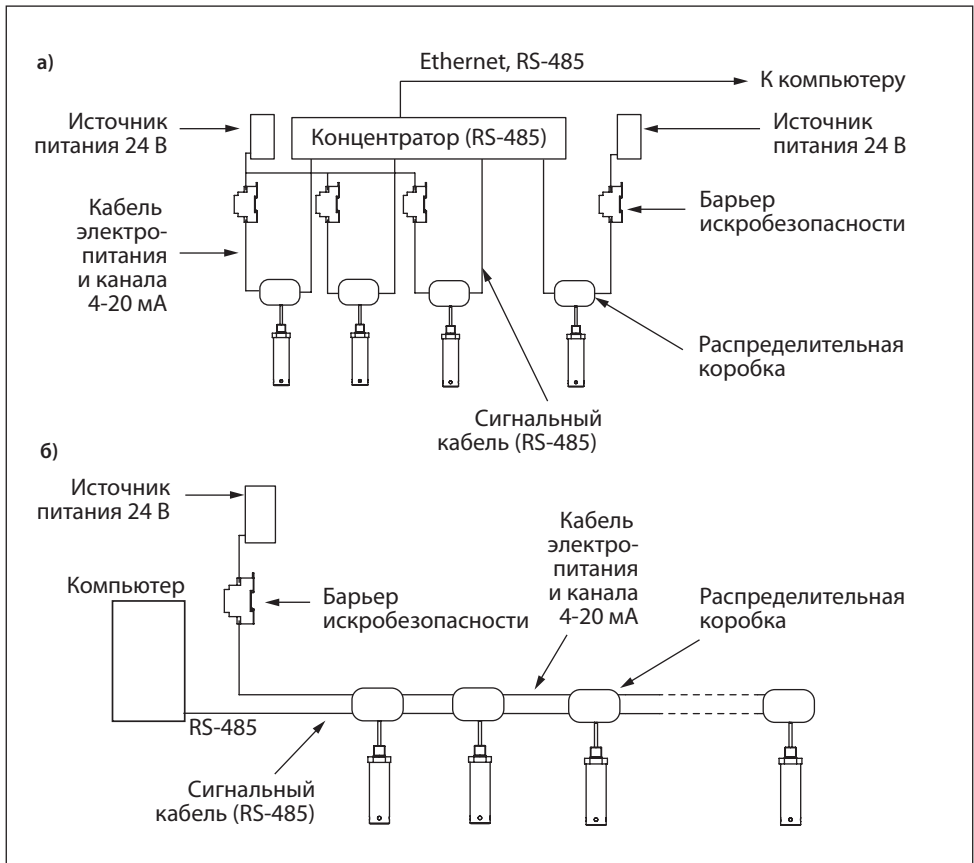 а)
Ethernet, RS-485
К компьютеру
Источник
питания 24 В
Концентратор (RS-485)
Источник
питания 24 В
Кабель
электро-
питания
и канала
4-20 мА
Барьер
искробезопасности
Распределительная
коробка
Сигнальный
кабель (RS-485)
б)
Источник
питания 24 В
Компьютер
Барьер
искробезопасности
Кабель
электро-
питания
и канала
4-20 мА
Распределительная
коробка
RS-485
Сигнальный
кабель (RS-485)